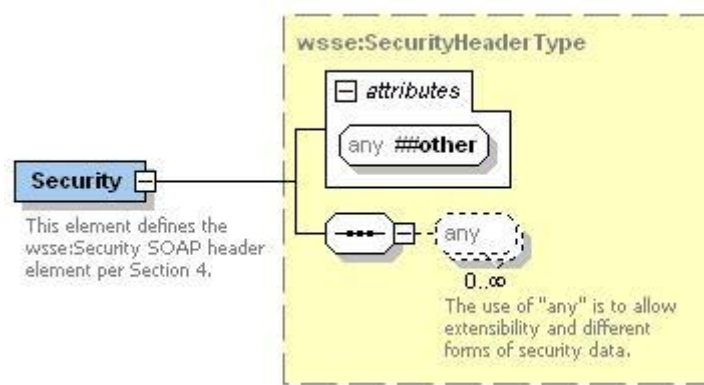 wsse:SecurityHeaderType
attributes
any ##other
Security
This element defines the
wsse:Security SOAP header
element per Section 4.
any
0..∞
The use of "any" is to allow
extensibility and different
forms of security data.